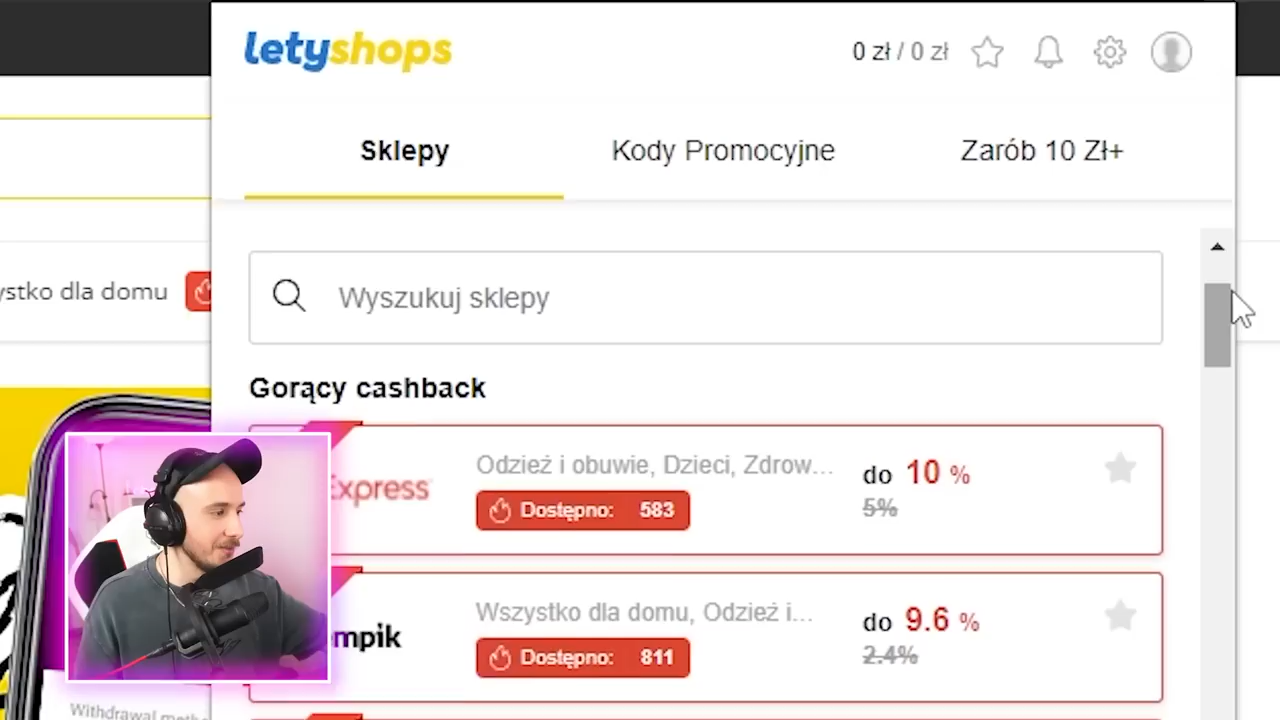 letyshops
0 zł / 0 zł
Sklepy
Kody Promocyjne
Zarób 10 Zł+
dla domu
Wyszukuj sklepy
Gorący cashback
Express
Odzież i obuwie, Dzieci, Zdrow...
do 10 %
Dostępno: 583
5%
mpik
Wszystko dla domu, Odzież i...
do 9.6 %
Dostępno: 811
2.4%
Withdrawal